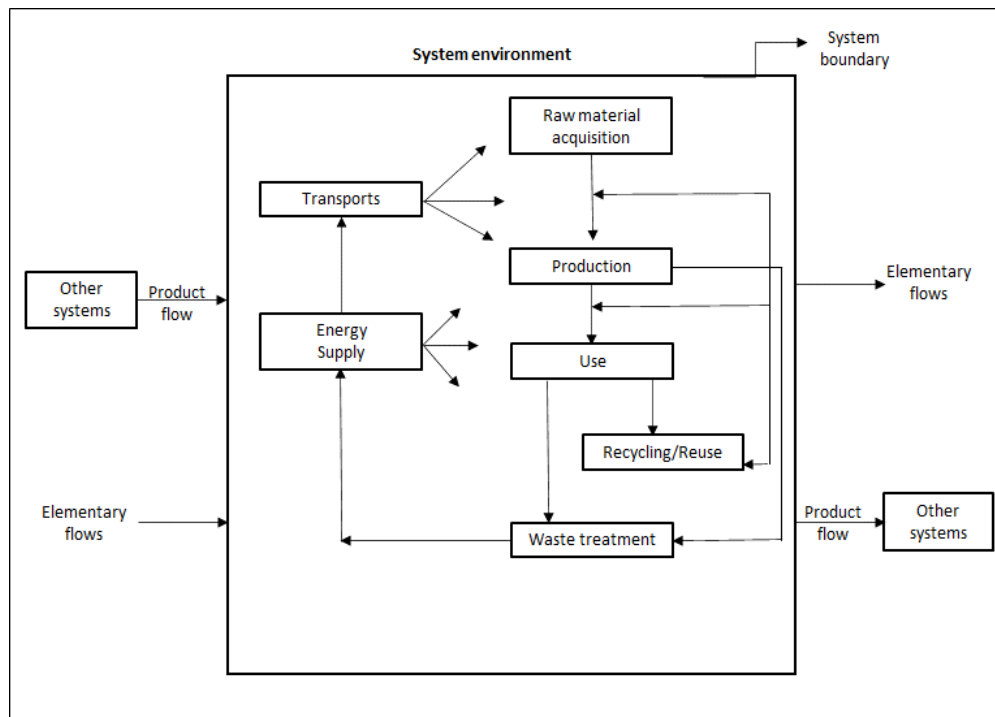 System environment
System
boundary
Raw material
acquisition
Transports
Production
Elementary
flows
Other
systems
Product
flow
Energy
Supply
Use
Recycling/Reuse
Elementary
flows
Waste treatment
Product
flow
Other
systems